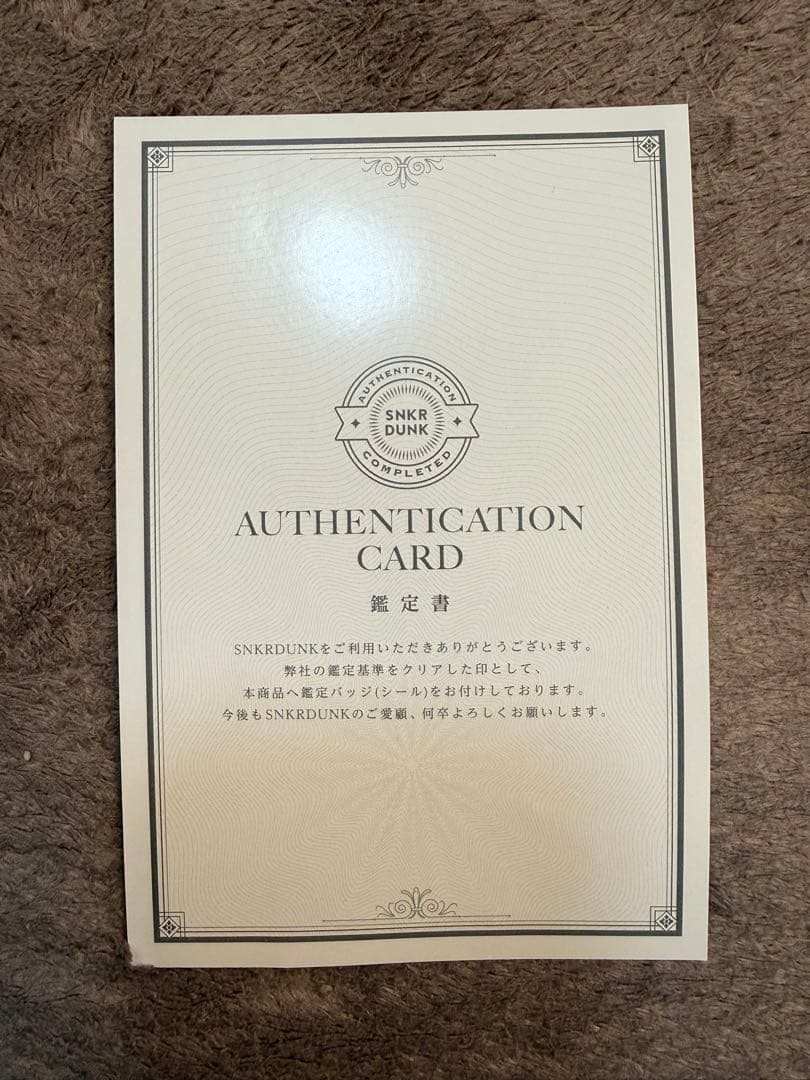 AUTHENTICATION
SNKR
DUNK
COMPLETED
AUTHENTICATION
CARD
鑑定書
SNKRDUNKをご利用いただきありがとうございます。
弊社の鑑定基準をクリアした印として、
本商品へ鑑定バッジ(シール)をお付けしております。
今後もSNKRDUNKのご愛顧、何卒よろしくお願いします。